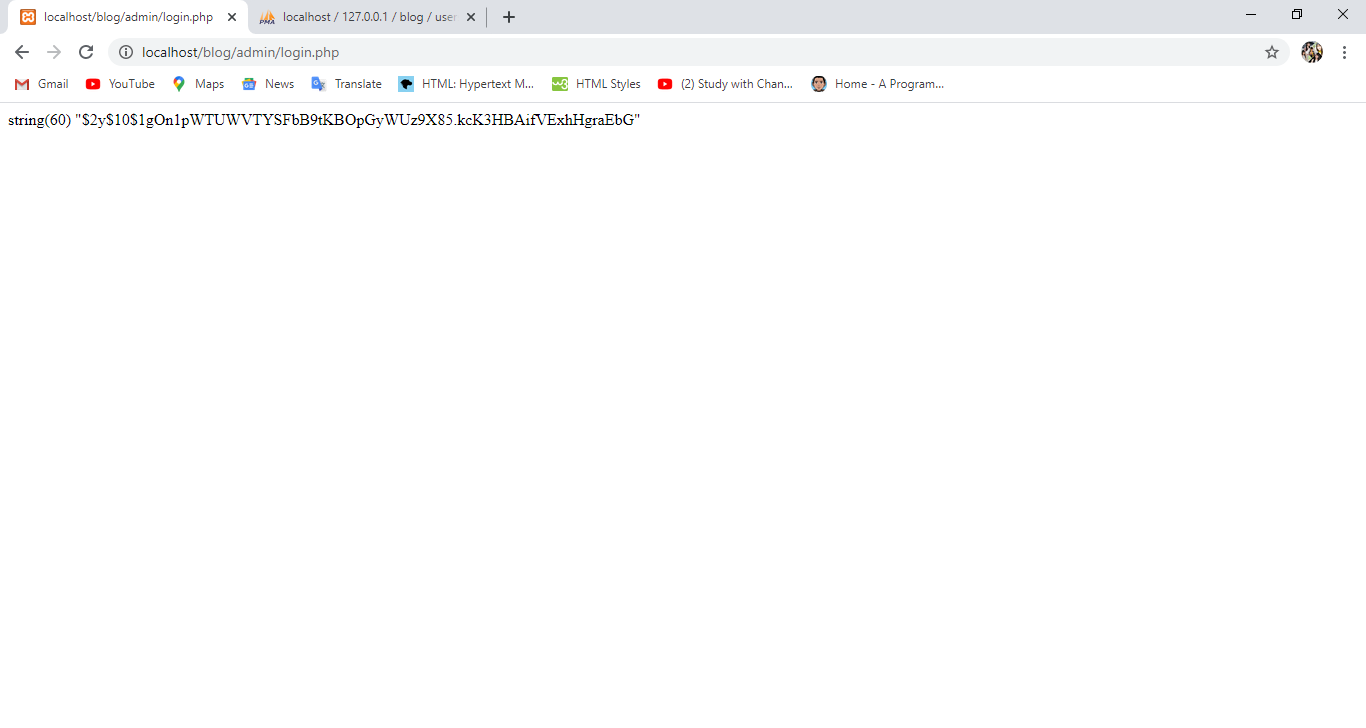 localhost/blog/admin/login.php
localhost / 127.0.0.1 / blog / user
localhost/blog/admin/login.php
Gmail YouTube Maps News Translate HTML: Hypertext M... HTML Styles (2) Study with Chan... Home - A Program...
string(60) "$2y$10$1gOn1pWTUWVTYSFbB9tKBOpGyWUz9X85.kcK3HBAifVExhHgraEbG"